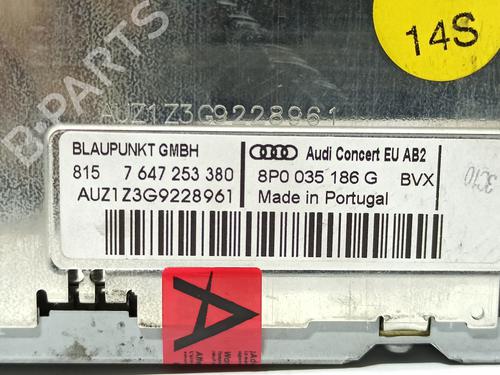 14S
B-PARTS
AUZ1Z3G9228961
BLAUPUNKT GMBH
815 7 647 253 380
AUZ1Z3G9228961
Audi Concert EU AB2
8P0 035 186 G BVX
Made in Portugal
A